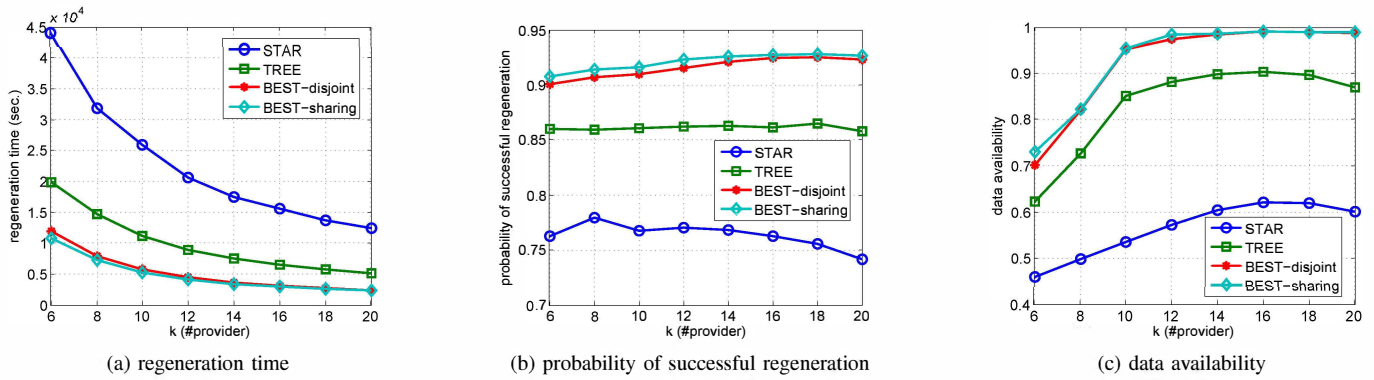 × 10^4
4.5
4
3.5
3
2.5
2
1.5
1
0.5
0
regeneration time (sec.)
STAR
TREE
BEST-disjoint
BEST-sharing
6 8 10 12 14 16 18 20
k (#provider)
(a) regeneration time
0.95
0.9
0.85
0.8
0.75
0.7
probability of successful regeneration
STAR
TREE
BEST-disjoint
BEST-sharing
6 8 10 12 14 16 18 20
k (#provider)
(b) probability of successful regeneration
1
0.9
0.8
0.7
0.6
0.5
0.4
data availability
STAR
TREE
BEST-disjoint
BEST-sharing
6 8 10 12 14 16 18 20
k (#provider)
(c) data availability